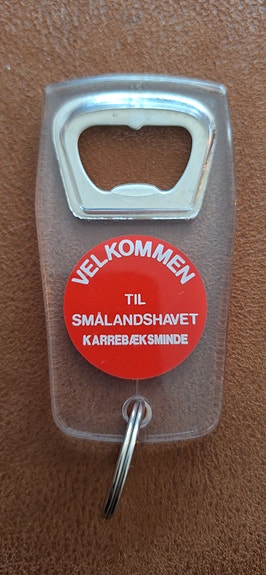 VELKOMMEN
TIL
SMÅLANDSHAVET
KARREBÆKSMINDE